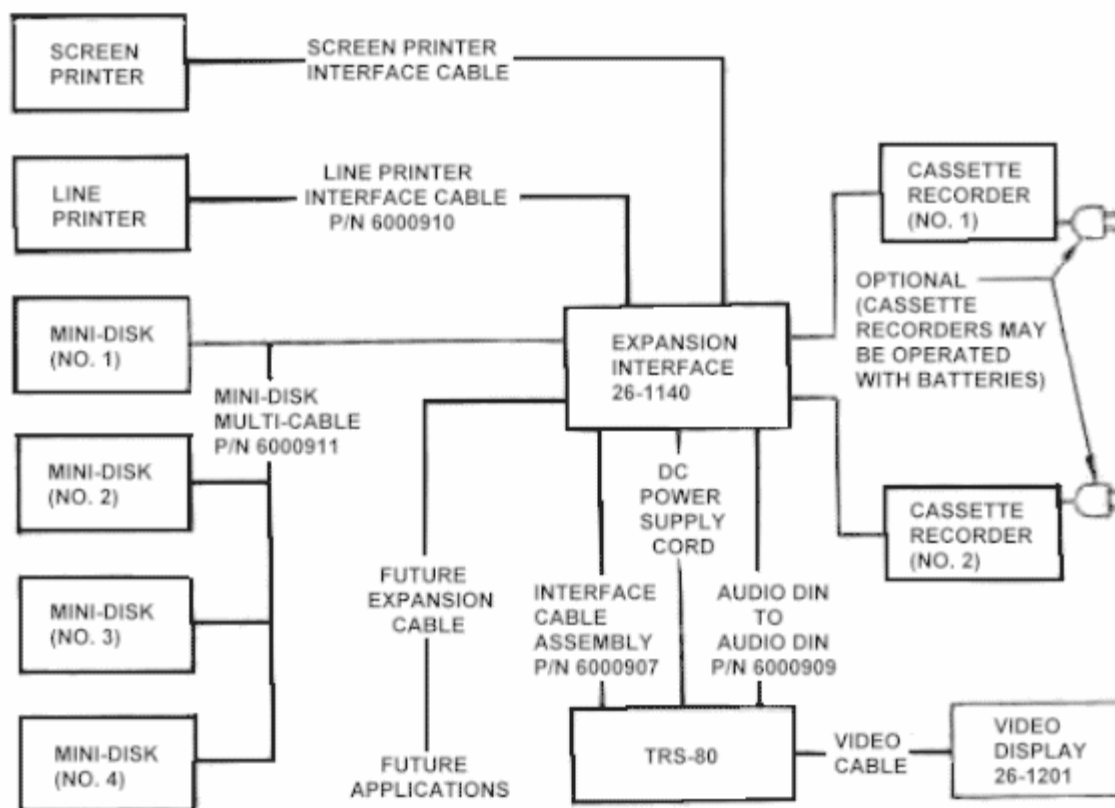 SCREEN
PRINTER
SCREEN PRINTER
INTERFACE CABLE
LINE
PRINTER
LINE PRINTER
INTERFACE CABLE
P/N 6000910
CASSETTE
RECORDER
(NO. 1)
OPTIONAL
(CASSETTE
RECORDERS MAY
BE OPERATED
WITH BATTERIES)
MINI-DISK
(NO. 1)
EXPANSION
INTERFACE
26-1140
MINI-DISK
MULTI-CABLE
P/N 6000911
MINI-DISK
(NO. 2)
DC
POWER
SUPPLY
CORD
CASSETTE
RECORDER
(NO. 2)
MINI-DISK
(NO. 3)
FUTURE
EXPANSION
CABLE
INTERFACE
CABLE
ASSEMBLY
P/N 6000907
AUDIO DIN
TO
AUDIO DIN
P/N 6000909
MINI-DISK
(NO. 4)
FUTURE
APPLICATIONS
TRS-80
VIDEO
CABLE
VIDEO
DISPLAY
26-1201